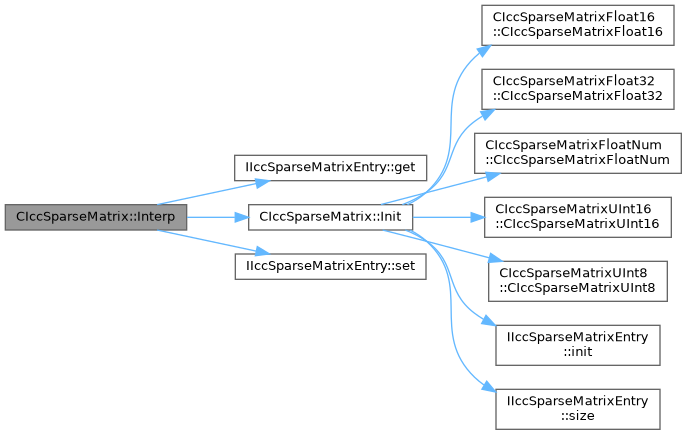 CIccSparseMatrix::Interp
IIccSparseMatrixEntry::get
CIccSparseMatrix::Init
IIccSparseMatrixEntry::set
CIccSparseMatrixFloat16
::CIccSparseMatrixFloat16
CIccSparseMatrixFloat32
::CIccSparseMatrixFloat32
CIccSparseMatrixFloatNum
::CIccSparseMatrixFloatNum
CIccSparseMatrixUInt16
::CIccSparseMatrixUInt16
CIccSparseMatrixUInt8
::CIccSparseMatrixUInt8
IIccSparseMatrixEntry
::init
IIccSparseMatrixEntry
::size